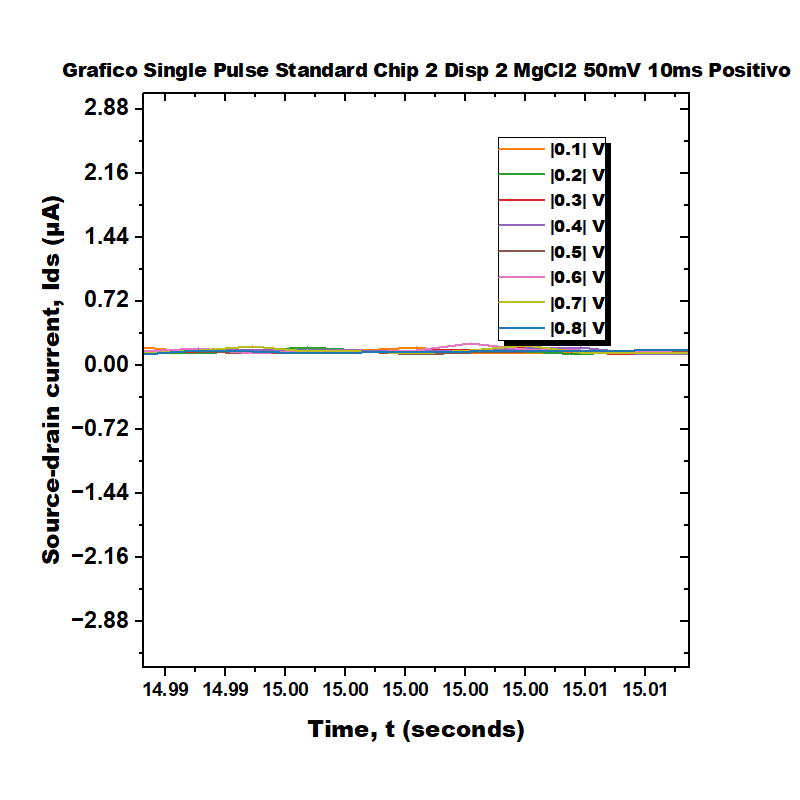 Grafico Single Pulse Standard Chip 2 Disp 2 MgCl2 50mV 10ms Positivo
2.88
2.16
1.44
0.72
0.00
−0.72
−1.44
−2.16
−2.88
Source-drain current, Ids (μA)
|0.1| V
|0.2| V
|0.3| V
|0.4| V
|0.5| V
|0.6| V
|0.7| V
|0.8| V
14.99 14.99 15.00 15.00 15.00 15.00 15.00 15.01 15.01
Time, t (seconds)